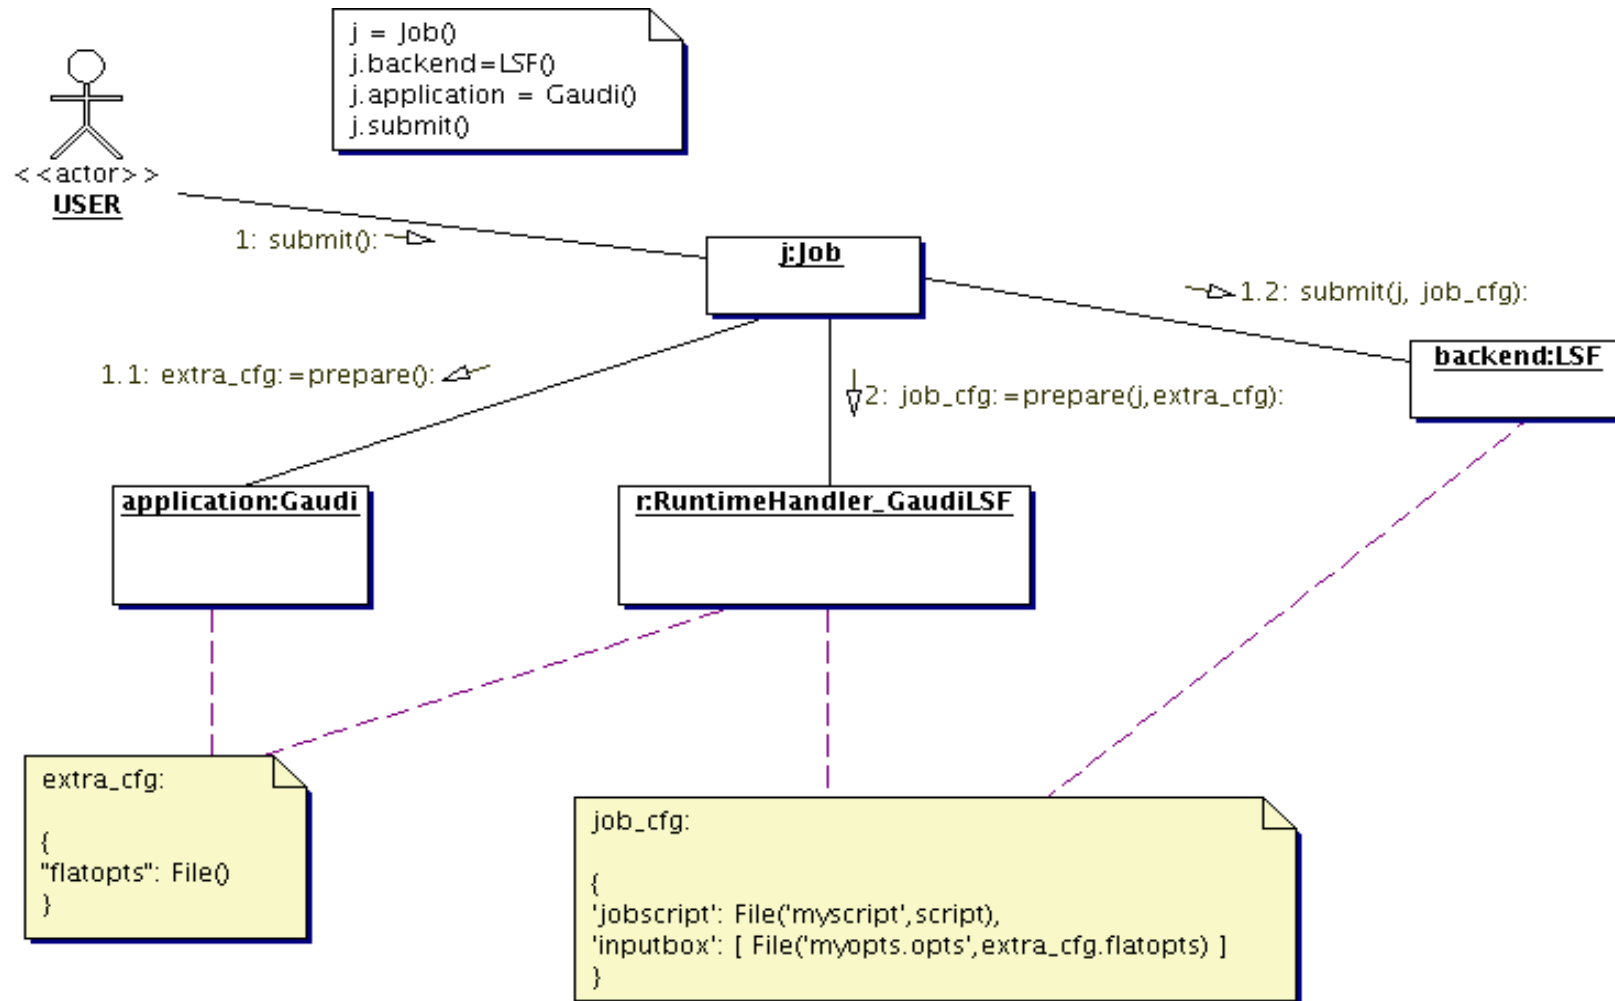 j = Job()
j.backend=LSF()
j.application = Gaudi()
j.submit()
<<actor>>
USER
1: submit():
j:Job
1.2: submit(j, job_cfg):
backend:LSF
1.1: extra_cfg:=prepare():
2: job_cfg:=prepare(j,extra_cfg):
application:Gaudi
r:RuntimeHandler_GaudiLSF
extra_cfg:
{
"flatopts": File()
}
job_cfg:
{
'jobscript': File('myscript',script),
'inputbox': [ File('myopts.opts',extra_cfg.flatopts) ]
}